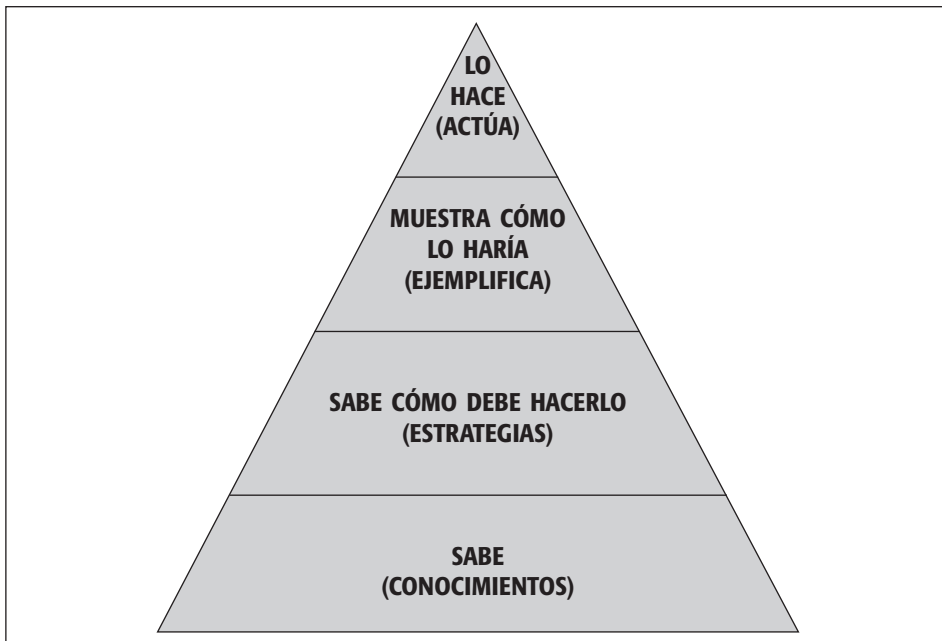 LO
HACE
(ACTÚA)
MUESTRA CÓMO
LO HARÍA
(EJEMPLIFICA)
SABE CÓMO DEBE HACERLO
(ESTRATEGIAS)
SABE
(CONOCIMIENTOS)